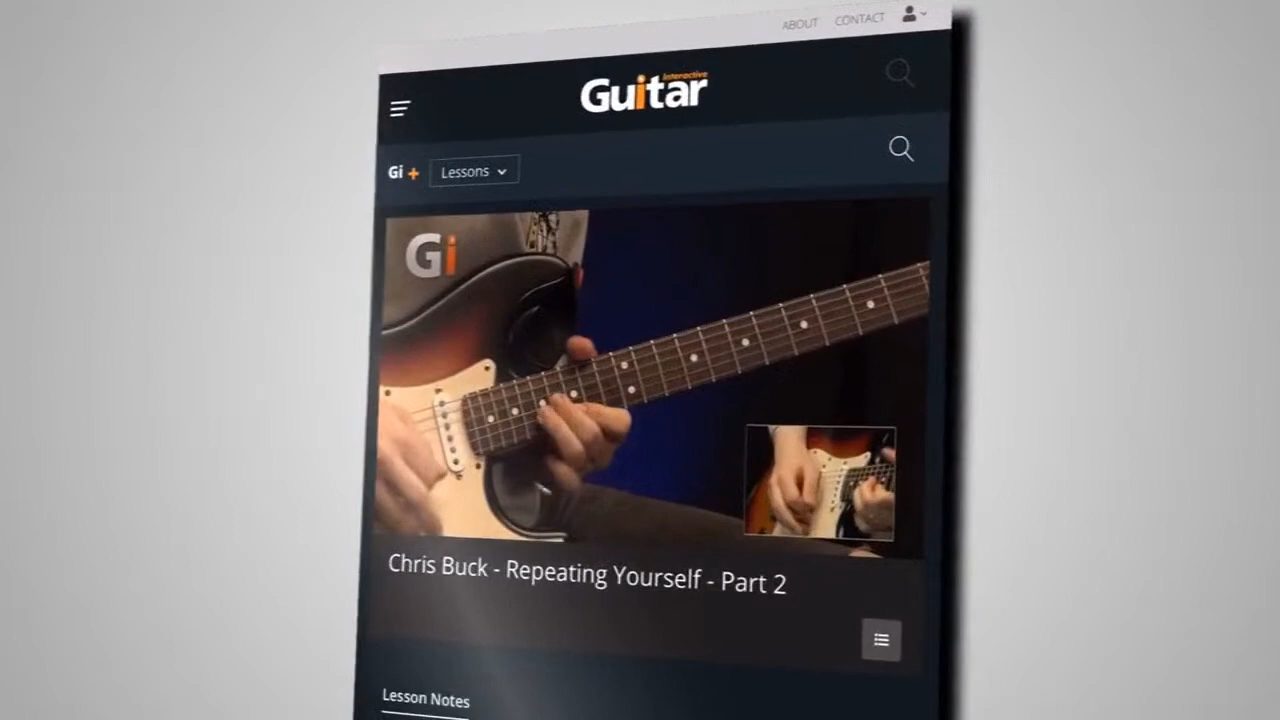 ABOUT CONTACT
Guitar Interactive
Gi + Lessons
Gi
Chris Buck - Repeating Yourself - Part 2
Lesson Notes